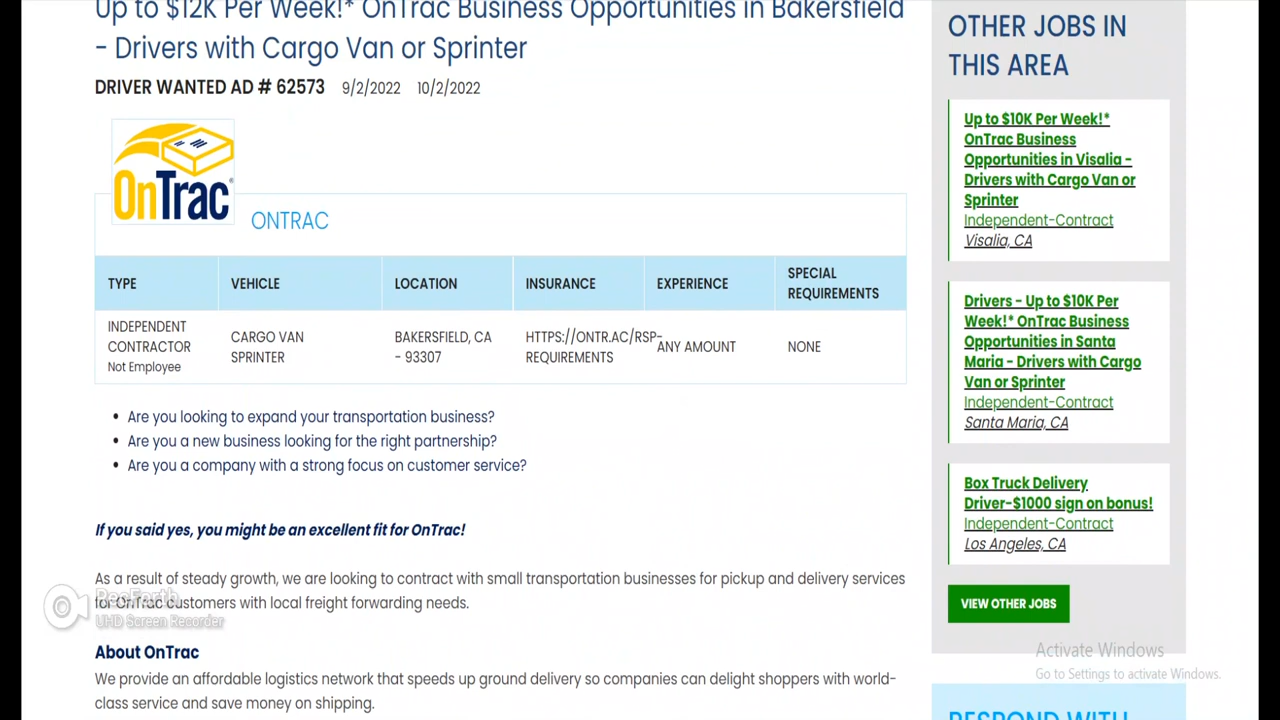 Up to $12K Per Week!* OnTrac Business Opportunities in Bakersfield
- Drivers with Cargo Van or Sprinter
DRIVER WANTED AD # 62573 9/2/2022 10/2/2022
OnTrac
ONTRAC
TYPE VEHICLE LOCATION INSURANCE EXPERIENCE SPECIAL
REQUIREMENTS
INDEPENDENT
CONTRACTOR
Not Employee
CARGO VAN
SPRINTER
BAKERSFIELD, CA
- 93307
HTTPS://ONTR.AC/RSP-
REQUIREMENTS
ANY AMOUNT
NONE
• Are you looking to expand your transportation business?
• Are you a new business looking for the right partnership?
• Are you a company with a strong focus on customer service?
If you said yes, you might be an excellent fit for OnTrac!
As a result of steady growth, we are looking to contract with small transportation businesses for pickup and delivery services
for OnTrac customers with local freight forwarding needs.
About OnTrac
We provide an affordable logistics network that speeds up ground delivery so companies can delight shoppers with world-
class service and save money on shipping.
OTHER JOBS IN
THIS AREA
Up to $10K Per Week!*
OnTrac Business
Opportunities in Visalia -
Drivers with Cargo Van or
Sprinter
Independent-Contract
Visalia, CA
Drivers - Up to $10K Per
Week!* OnTrac Business
Opportunities in Santa
Maria - Drivers with Cargo
Van or Sprinter
Independent-Contract
Santa Maria, CA
Box Truck Delivery
Driver-$1000 sign on bonus!
Independent-Contract
Los Angeles, CA
VIEW OTHER JOBS
RESPOND WITH
RecForth
UHD Screen Recorder
Activate Windows
Go to Settings to activate Windows.